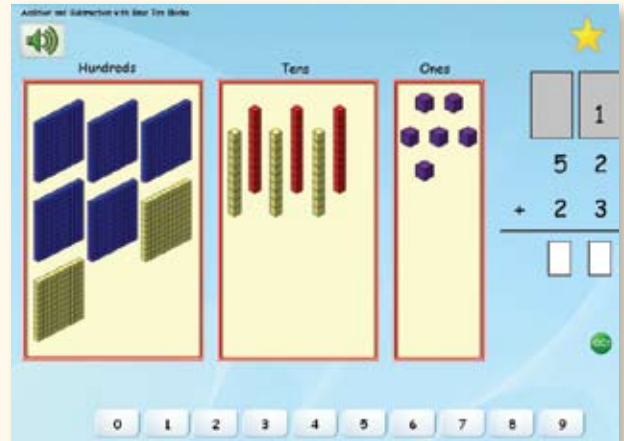 Addition and Subtraction with Base Ten Blocks
Hundreds Tens Ones
1
5 2
+ 2 3
0 1 2 3 4 5 6 7 8 9